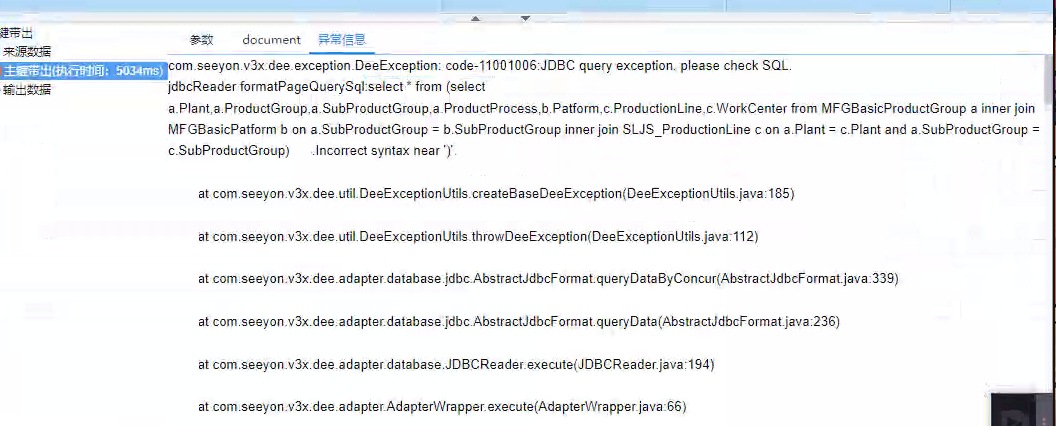 键带出
来源数据
主键带出(执行时间：5034ms)
输出数据
参数 document 异常信息
com.seeyon.v3x.dee.exception.DeeException: code-11001006:JDBC query exception. please check SQL.
jdbcReader formatPageQuerySql:select * from (select
a.Plant,a.ProductGroup,a.SubProductGroup,a.ProductProcess,b.Patform,c.ProductionLine,c.WorkCenter from MFGBasicProductGroup a inner join
MFGBasicPatform b on a.SubProductGroup = b.SubProductGroup inner join SLJS_ProductionLine c on a.Plant = c.Plant and a.SubProductGroup =
c.SubProductGroup) .Incorrect syntax near ')'.
at com.seeyon.v3x.dee.util.DeeExceptionUtils.createBaseDeeException(DeeExceptionUtils.java:185)
at com.seeyon.v3x.dee.util.DeeExceptionUtils.throwDeeException(DeeExceptionUtils.java:112)
at com.seeyon.v3x.dee.adapter.database.jdbc.AbstractJdbcFormat.queryDataByConcur(AbstractJdbcFormat.java:339)
at com.seeyon.v3x.dee.adapter.database.jdbc.AbstractJdbcFormat.queryData(AbstractJdbcFormat.java:236)
at com.seeyon.v3x.dee.adapter.database.JDBCReader.execute(JDBCReader.java:194)
at com.seeyon.v3x.dee.adapter.AdapterWrapper.execute(AdapterWrapper.java:66)